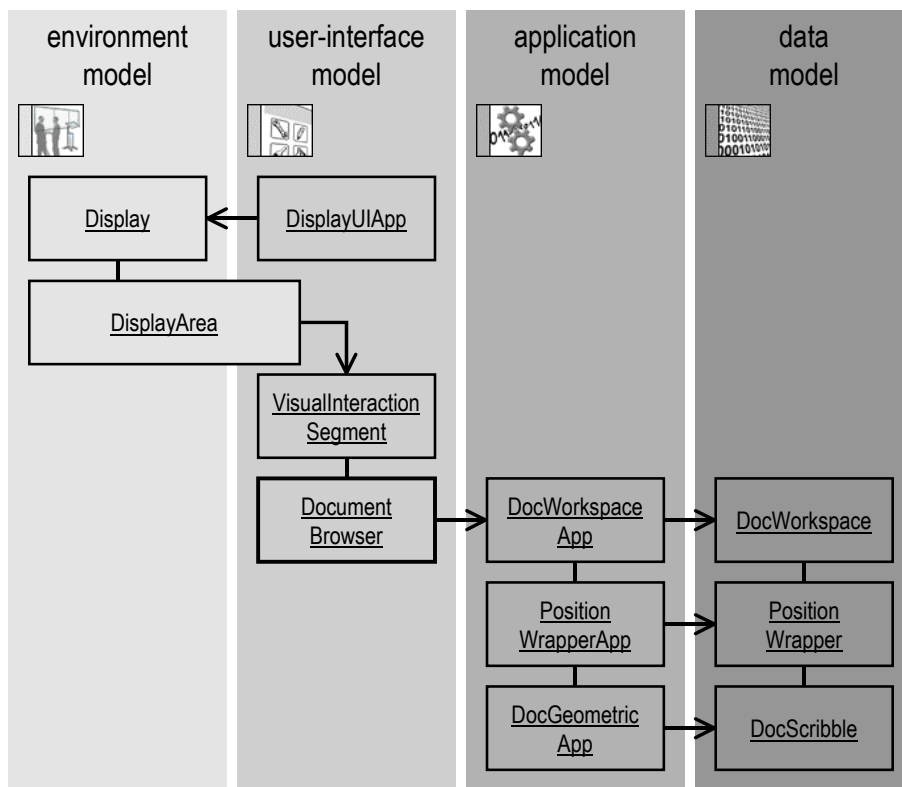 environment
model
user-interface
model
application
model
data
model
Display
DisplayUIApp
DisplayArea
VisualInteraction
Segment
Document
Browser
DocWorkspace
App
DocWorkspace
Position
WrapperApp
Position
Wrapper
DocGeometric
App
DocScribble